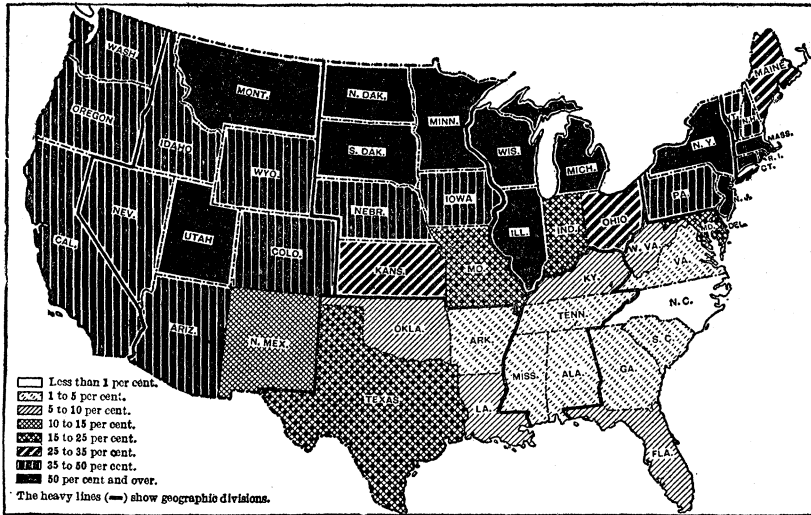 WASH.
MAINE
MONT.
N. DAK.
MINN.
OREGON
IDAHO
S. DAK.
WIS.
MICH.
N. Y.
MASS.
R. I.
CT.
WYO.
IOWA
PA.
N. J.
NEBR.
NEV.
UTAH
COLO.
ILL.
IND.
OHIO
MD.
DEL.
W. VA.
VA.
CAL.
KANS.
MO.
KY.
N. C.
ARIZ.
N. MEX.
OKLA.
ARK.
TENN.
S. C.
MISS.
ALA.
GA.
TEXAS
LA.
FLA.
Less than 1 per cent.
1 to 5 per cent.
5 to 10 per cent.
10 to 15 per cent.
15 to 25 per cent.
25 to 35 per cent.
35 to 50 per cent.
50 per cent and over.
The heavy lines (▬) show geographic divisions.